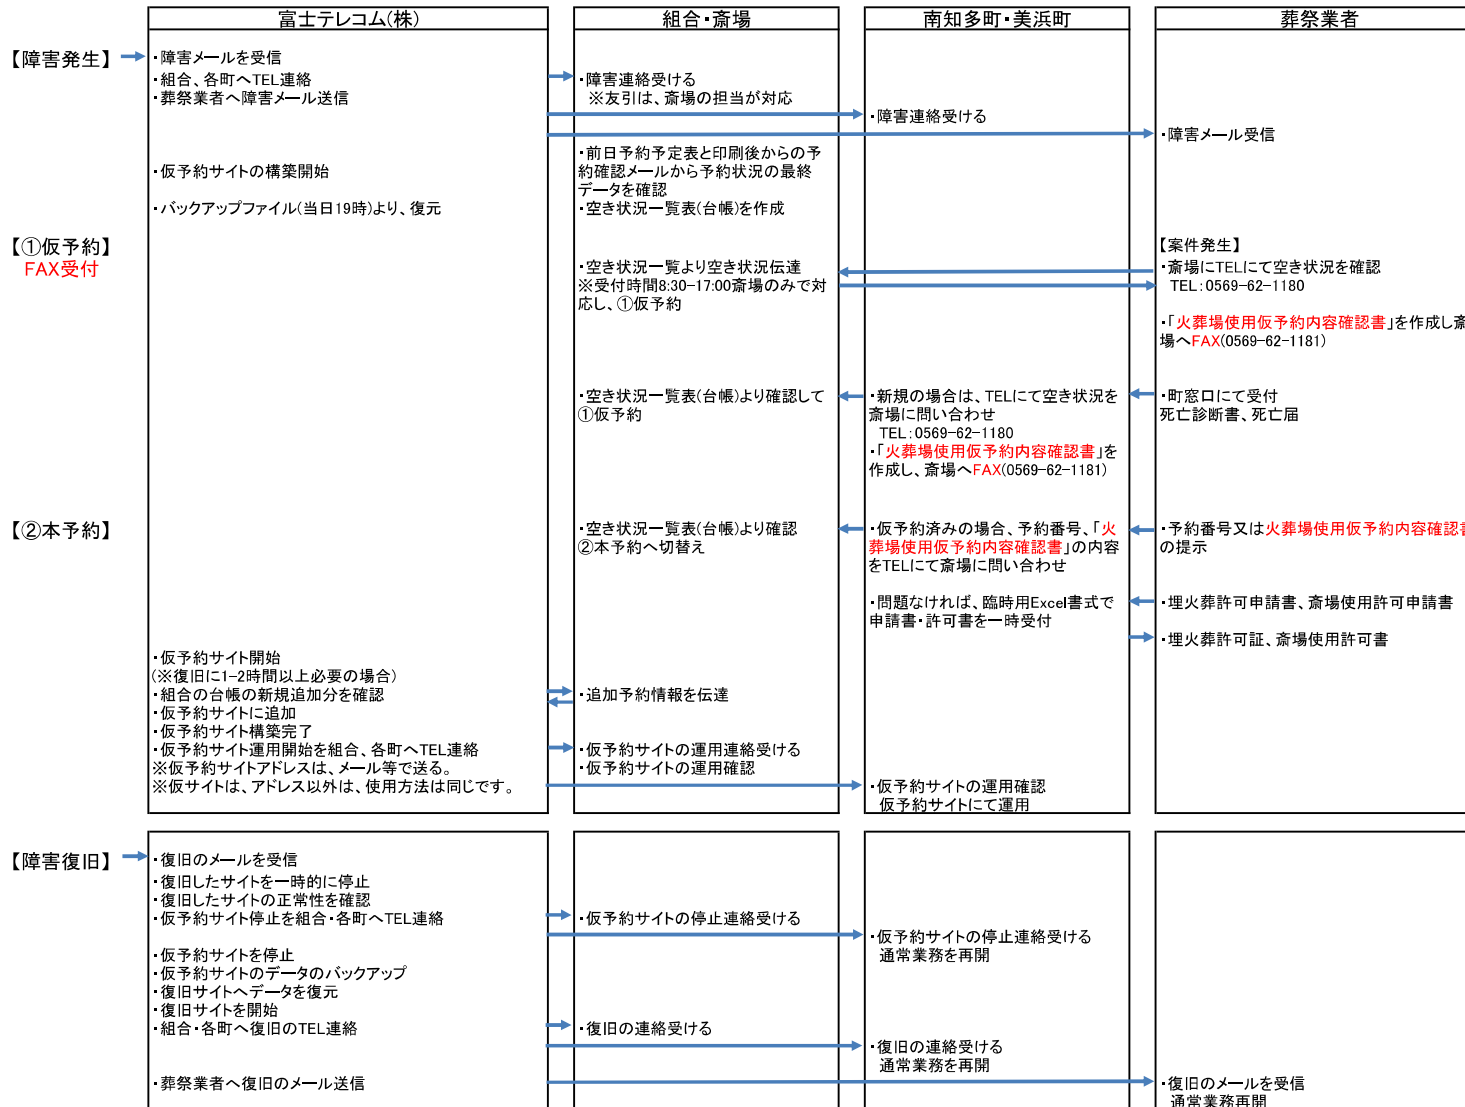 富士テレコム(株)
組合・斎場
南知多町・美浜町
葬祭業者
【障害発生】
・障害メールを受信
・組合、各町へTEL連絡
・葬祭業者へ障害メール送信
・仮予約サイトの構築開始
・バックアップファイル(当日19時)より、復元
・障害連絡受ける
※友引は、斎場の担当が対応
・前日予約予定表と印刷後からの予
約確認メールから予約状況の最終
データを確認
・空き状況一覧表(台帳)を作成
・障害連絡受ける
・障害メール受信
【①仮予約】
FAX受付
・空き状況一覧より空き状況伝達
※受付時間8:30-17:00斎場のみで対
応し、①仮予約
【案件発生】
・斎場にTELにて空き状況を確認
TEL:0569-62-1180
・「火葬場使用仮予約内容確認書」を作成し斎
場へFAX(0569-62-1181)
・空き状況一覧表(台帳)より確認して
①仮予約
・新規の場合は、TELにて空き状況を
斎場に問い合わせ
TEL:0569-62-1180
・「火葬場使用仮予約内容確認書」を
作成し、斎場へFAX(0569-62-1181)
・町窓口にて受付
死亡診断書、死亡届
【②本予約】
・空き状況一覧表(台帳)より確認
②本予約へ切替え
・仮予約済みの場合、予約番号、「火
葬場使用仮予約内容確認書」の内容
をTELにて斎場に問い合わせ
・問題なければ、臨時用Excel書式で
申請書・許可書を一時受付
・予約番号又は火葬場使用仮予約内容確認書
の提示
・埋火葬許可申請書、斎場使用許可申請書
・埋火葬許可証、斎場使用許可書
・仮予約サイト開始
(※復旧に1-2時間以上必要の場合)
・組合の台帳の新規追加分を確認
・仮予約サイトに追加
・仮予約サイト構築完了
・仮予約サイト運用開始を組合、各町へTEL連絡
※仮予約サイトアドレスは、メール等で送る。
※仮サイトは、アドレス以外は、使用方法は同じです。
・追加予約情報を伝達
・仮予約サイトの運用連絡受ける
・仮予約サイトの運用確認
・仮予約サイトの運用確認
仮予約サイトにて運用
【障害復旧】
・復旧のメールを受信
・復旧したサイトを一時的に停止
・復旧したサイトの正常性を確認
・仮予約サイト停止を組合・各町へTEL連絡
・仮予約サイトを停止
・仮予約サイトのデータのバックアップ
・復旧サイトへデータを復元
・復旧サイトを開始
・組合・各町へ復旧のTEL連絡
・葬祭業者へ復旧のメール送信
・仮予約サイトの停止連絡受ける
・復旧の連絡受ける
・仮予約サイトの停止連絡受ける
通常業務を再開
・復旧の連絡受ける
通常業務を再開
・復旧のメールを受信
通常業務再開